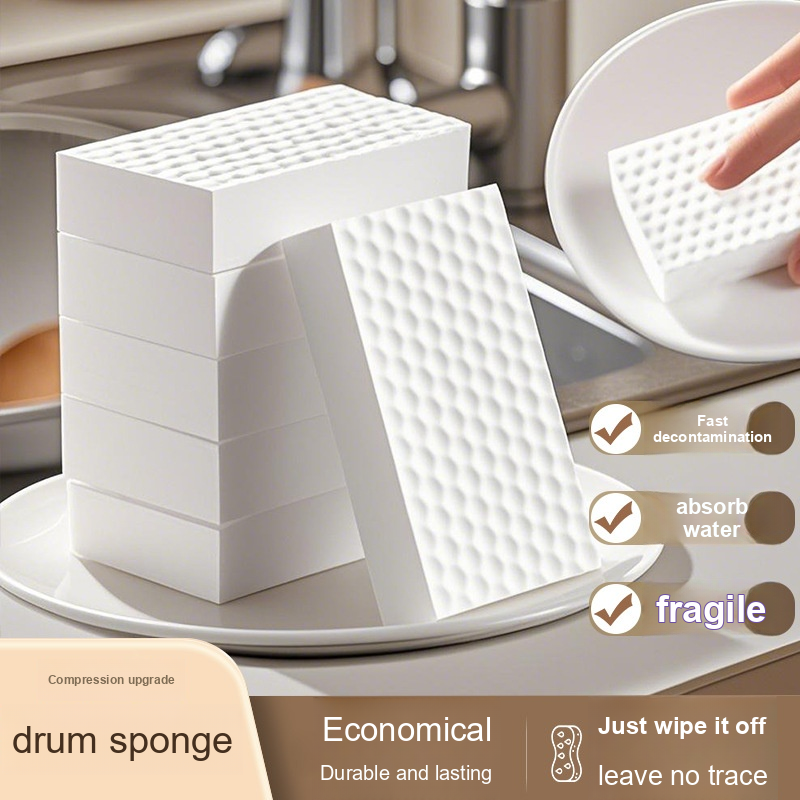 Fast
decontamination
absorb
water
fragile
Compression upgrade
drum sponge
Economical
Durable and lasting
Just wipe it off
leave no trace